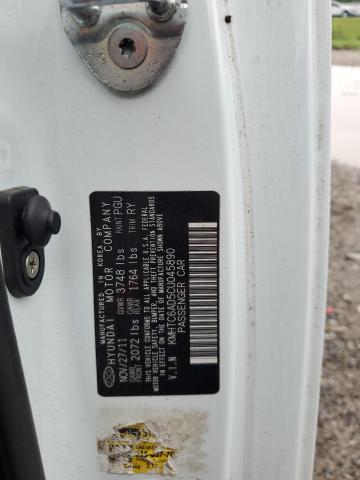 MANUFACTURED IN KOREA BY
HYUNDAI MOTOR COMPANY
NOV/27/11 GVWR 3748 lbs PAINT PGU
GAWR FRONT 2072 lbs GAWR REAR 1764 lbs TRIM RY
THIS VEHICLE CONFORMS TO ALL APPLICABLE U.S.A FEDERAL
MOTOR VEHICLE SAFETY, BUMPER, AND THEFT PREVENTION STANDARDS
IN EFFECT ON THE DATE OF MANUFACTURE SHOWN ABOVE
V.I.N KMHTC6AD5CU045890
PASSENGER CAR